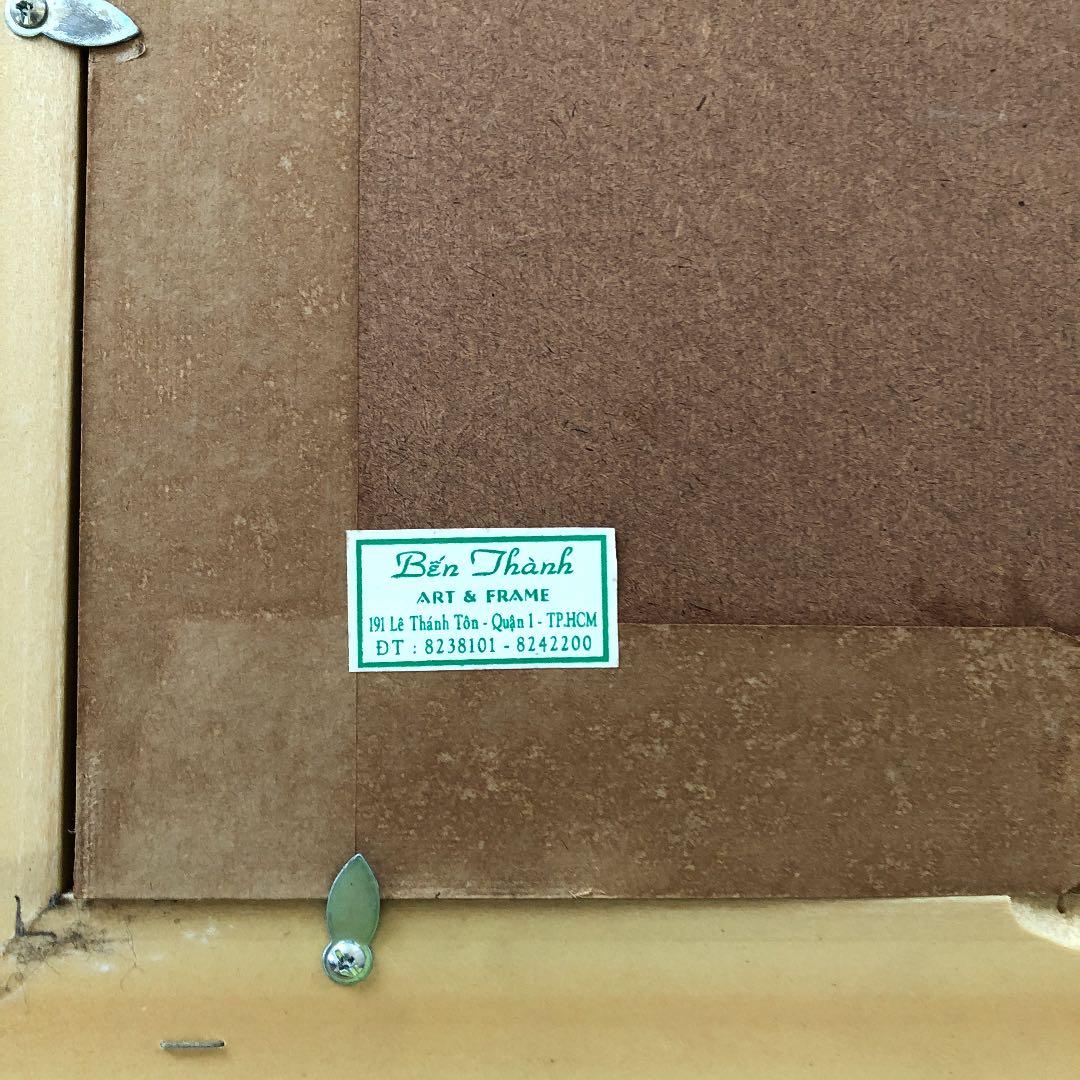 Bến Thành
ART & FRAME
191 Lê Thánh Tôn - Quận 1 - TP.HCM
ĐT : 8238101 - 8242200